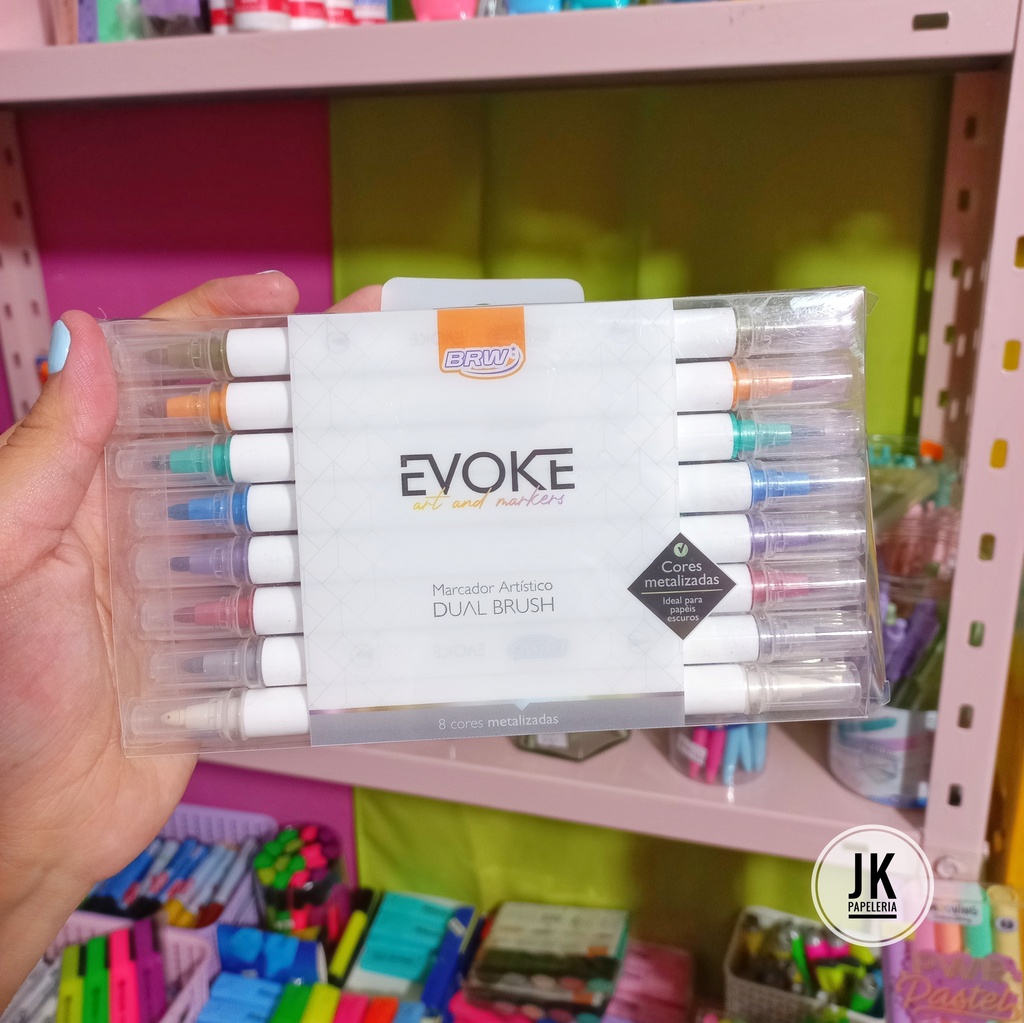 BRW
EVOKE
art and markers
Marcador Artístico
DUAL BRUSH
Cores
metalizadas
Ideal para
papéis
escuros
8 cores metalizadas
JK
PAPELERIA
Pastel